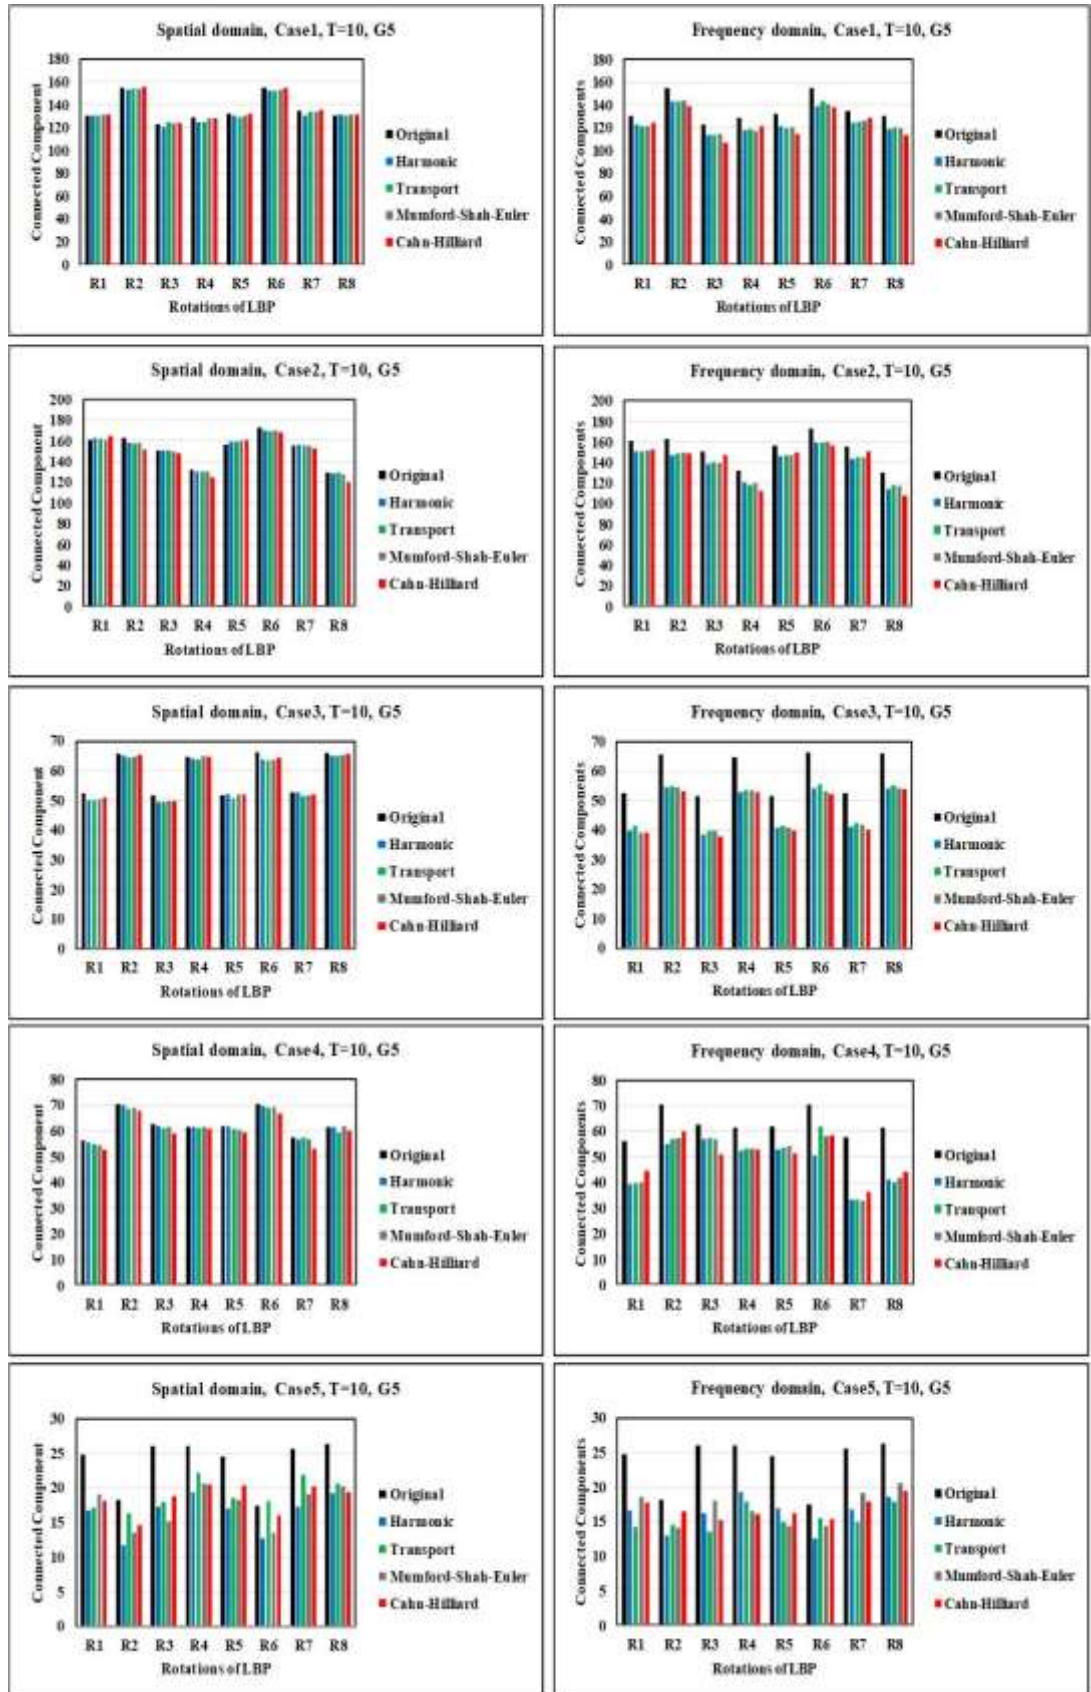 Spatial domain, Case1, T=10, G5
Connected Component
180
160
140
120
100
80
60
40
20
0
R1 R2 R3 R4 R5 R6 R7 R8
Rotations of LBP
Original
Harmonic
Transport
Mumford-Shah-Euler
Cahn-Hilliard
Frequency domain, Case1, T=10, G5
Connected Components
180
160
140
120
100
80
60
40
20
0
R1 R2 R3 R4 R5 R6 R7 R8
Rotations of LBP
Original
Harmonic
Transport
Mumford-Shah-Euler
Cahn-Hilliard
Spatial domain, Case2, T=10, G5
Connected Component
200
180
160
140
120
100
80
60
40
20
0
R1 R2 R3 R4 R5 R6 R7 R8
Rotations of LBP
Original
Harmonic
Transport
Mumford-Shah-Euler
Cahn-Hilliard
Frequency domain, Case2, T=10, G5
Connected Components
200
180
160
140
120
100
80
60
40
20
0
R1 R2 R3 R4 R5 R6 R7 R8
Rotations of LBP
Original
Harmonic
Transport
Mumford-Shah-Euler
Cahn-Hilliard
Spatial domain, Case3, T=10, G5
Connected Component
70
60
50
40
30
20
10
0
R1 R2 R3 R4 R5 R6 R7 R8
Rotations of LBP
Original
Harmonic
Transport
Mumford-Shah-Euler
Cahn-Hilliard
Frequency domain, Case3, T=10, G5
Connected Components
70
60
50
40
30
20
10
0
R1 R2 R3 R4 R5 R6 R7 R8
Rotations of LBP
Original
Harmonic
Transport
Mumford-Shah-Euler
Cahn-Hilliard
Spatial domain, Case4, T=10, G5
Connected Component
80
70
60
50
40
30
20
10
0
R1 R2 R3 R4 R5 R6 R7 R8
Rotations of LBP
Original
Harmonic
Transport
Mumford-Shah-Euler
Cahn-Hilliard
Frequency domain, Case4, T=10, G5
Connected Components
80
70
60
50
40
30
20
10
0
R1 R2 R3 R4 R5 R6 R7 R8
Rotations of LBP
Original
Harmonic
Transport
Mumford-Shah-Euler
Cahn-Hilliard
Spatial domain, Case5, T=10, G5
Connected Component
30
25
20
15
10
5
0
R1 R2 R3 R4 R5 R6 R7 R8
Rotations of LBP
Original
Harmonic
Transport
Mumford-Shah-Euler
Cahn-Hilliard
Frequency domain, Case5, T=10, G5
Connected Components
30
25
20
15
10
5
0
R1 R2 R3 R4 R5 R6 R7 R8
Rotations of LBP
Original
Harmonic
Transport
Mumford-Shah-Euler
Cahn-Hilliard